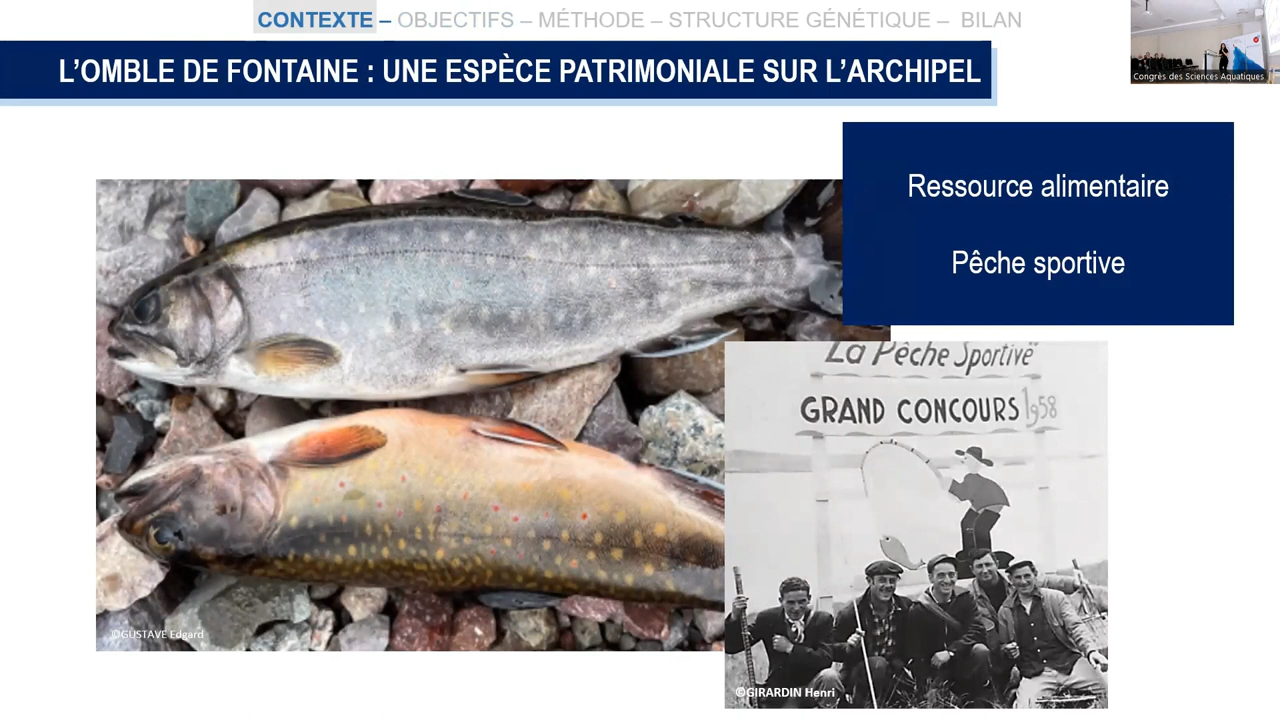 CONTEXTE – OBJECTIFS – MÉTHODE – STRUCTURE GÉNÉTIQUE – BILAN
Congrès des Sciences Aquatiques
L'OMBLE DE FONTAINE : UNE ESPÈCE PATRIMONIALE SUR L'ARCHIPEL
Ressource alimentaire
Pêche sportive
La Pêche Sportive
GRAND CONCOURS 1958
©GUSTAVE Edgard
©GIRARDIN Henri